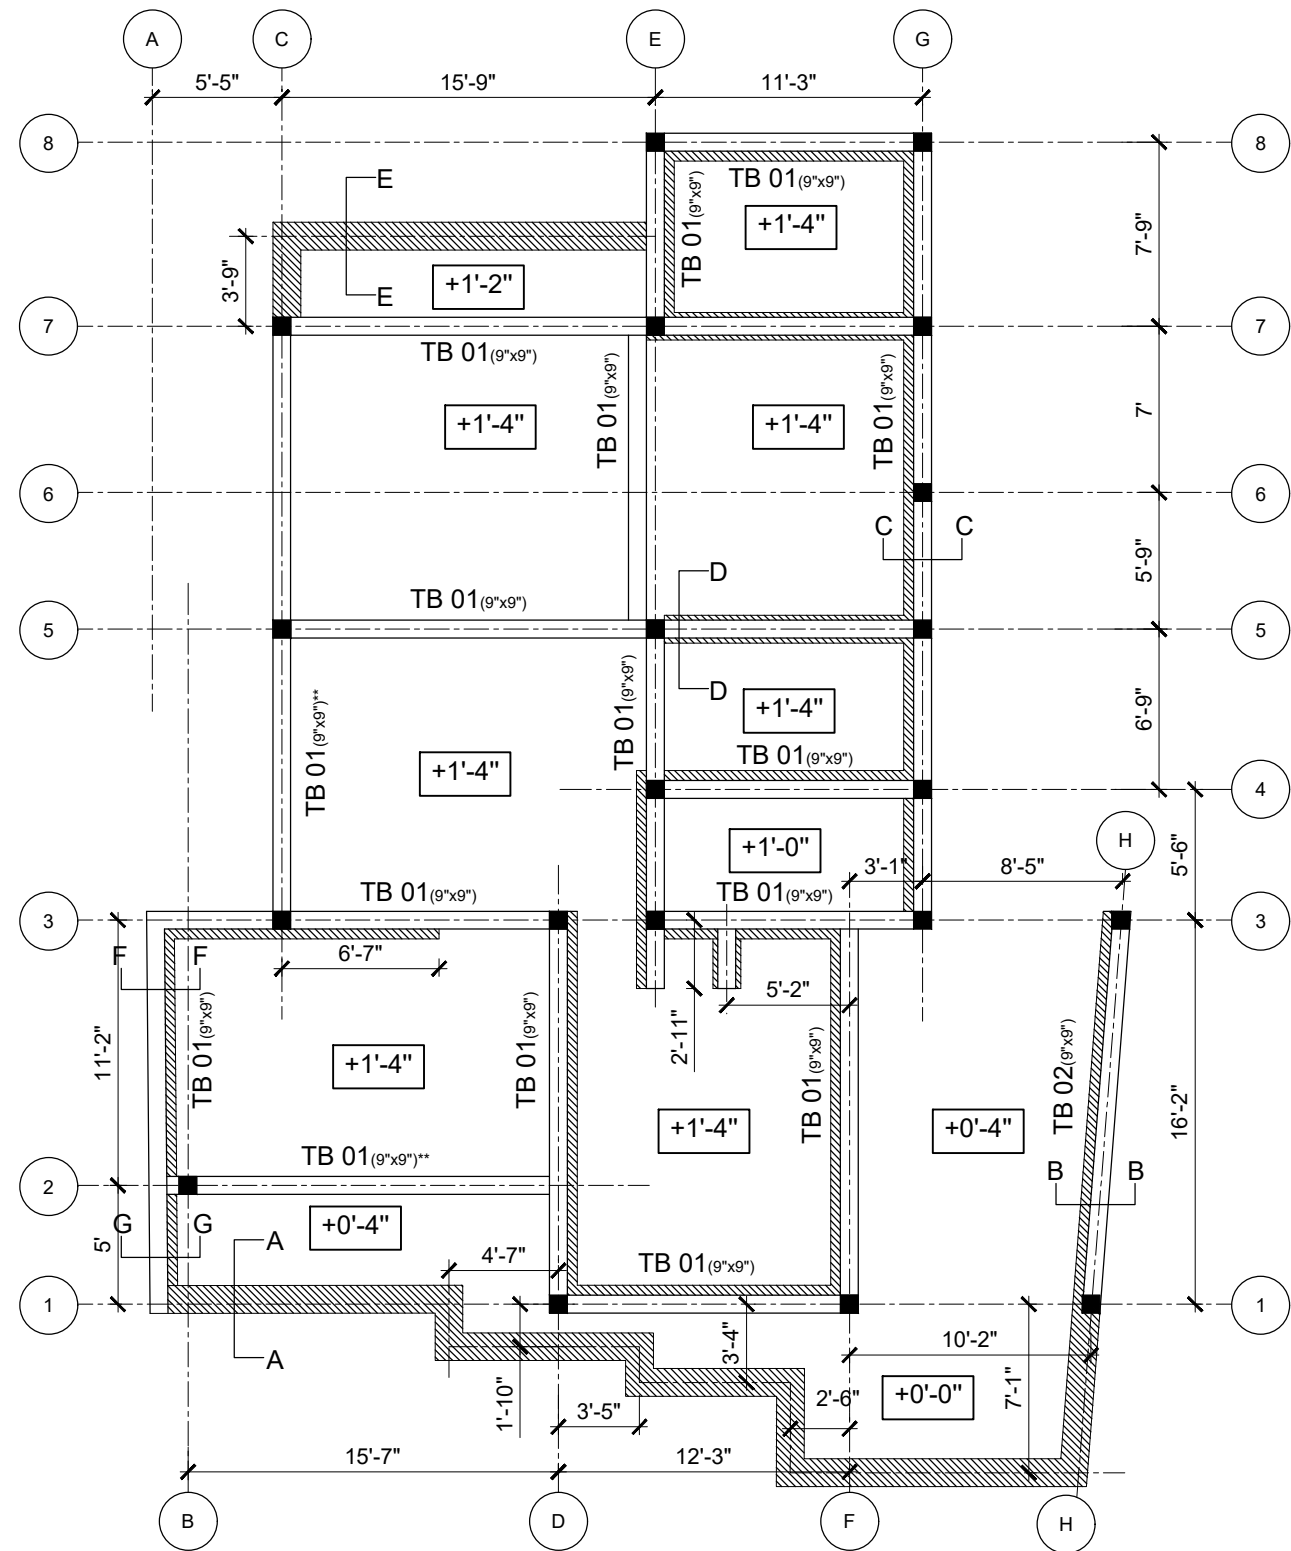 A
C
E
G
5'-5"
15'-9"
11'-3"
8
8
E
TB 01(9"x9")
TB 01(9"x9")
+1'-4"
7'-9"
3'-9"
+1'-2"
E
7
7
TB 01(9"x9")
TB 01(9"x9")
TB 01(9"x9")
+1'-4"
+1'-4"
7'
6
6
C
C
5'-9"
D
TB 01(9"x9")
5
5
TB 01(9"x9")**
TB 01(9"x9")
D
+1'-4"
6'-9"
TB 01(9"x9")
+1'-4"
4
H
+1'-0"
3'-1"
8'-5"
5'-6"
TB 01(9"x9")
TB 01(9"x9")
3
3
F
F
6'-7"
5'-2"
11'-2"
TB 01(9"x9")
TB 01(9"x9")
2'-11"
TB 01(9"x9")
TB 02(9"x9")
+1'-4"
+1'-4"
+0'-4"
16'-2"
TB 01(9"x9")**
B
B
2
G
G
+0'-4"
5'
A
4'-7"
TB 01(9"x9")
1
1
A
3'-4"
10'-2"
1'-10"
3'-5"
2'-6"
+0'-0"
7'-1"
15'-7"
12'-3"
B
D
F
H